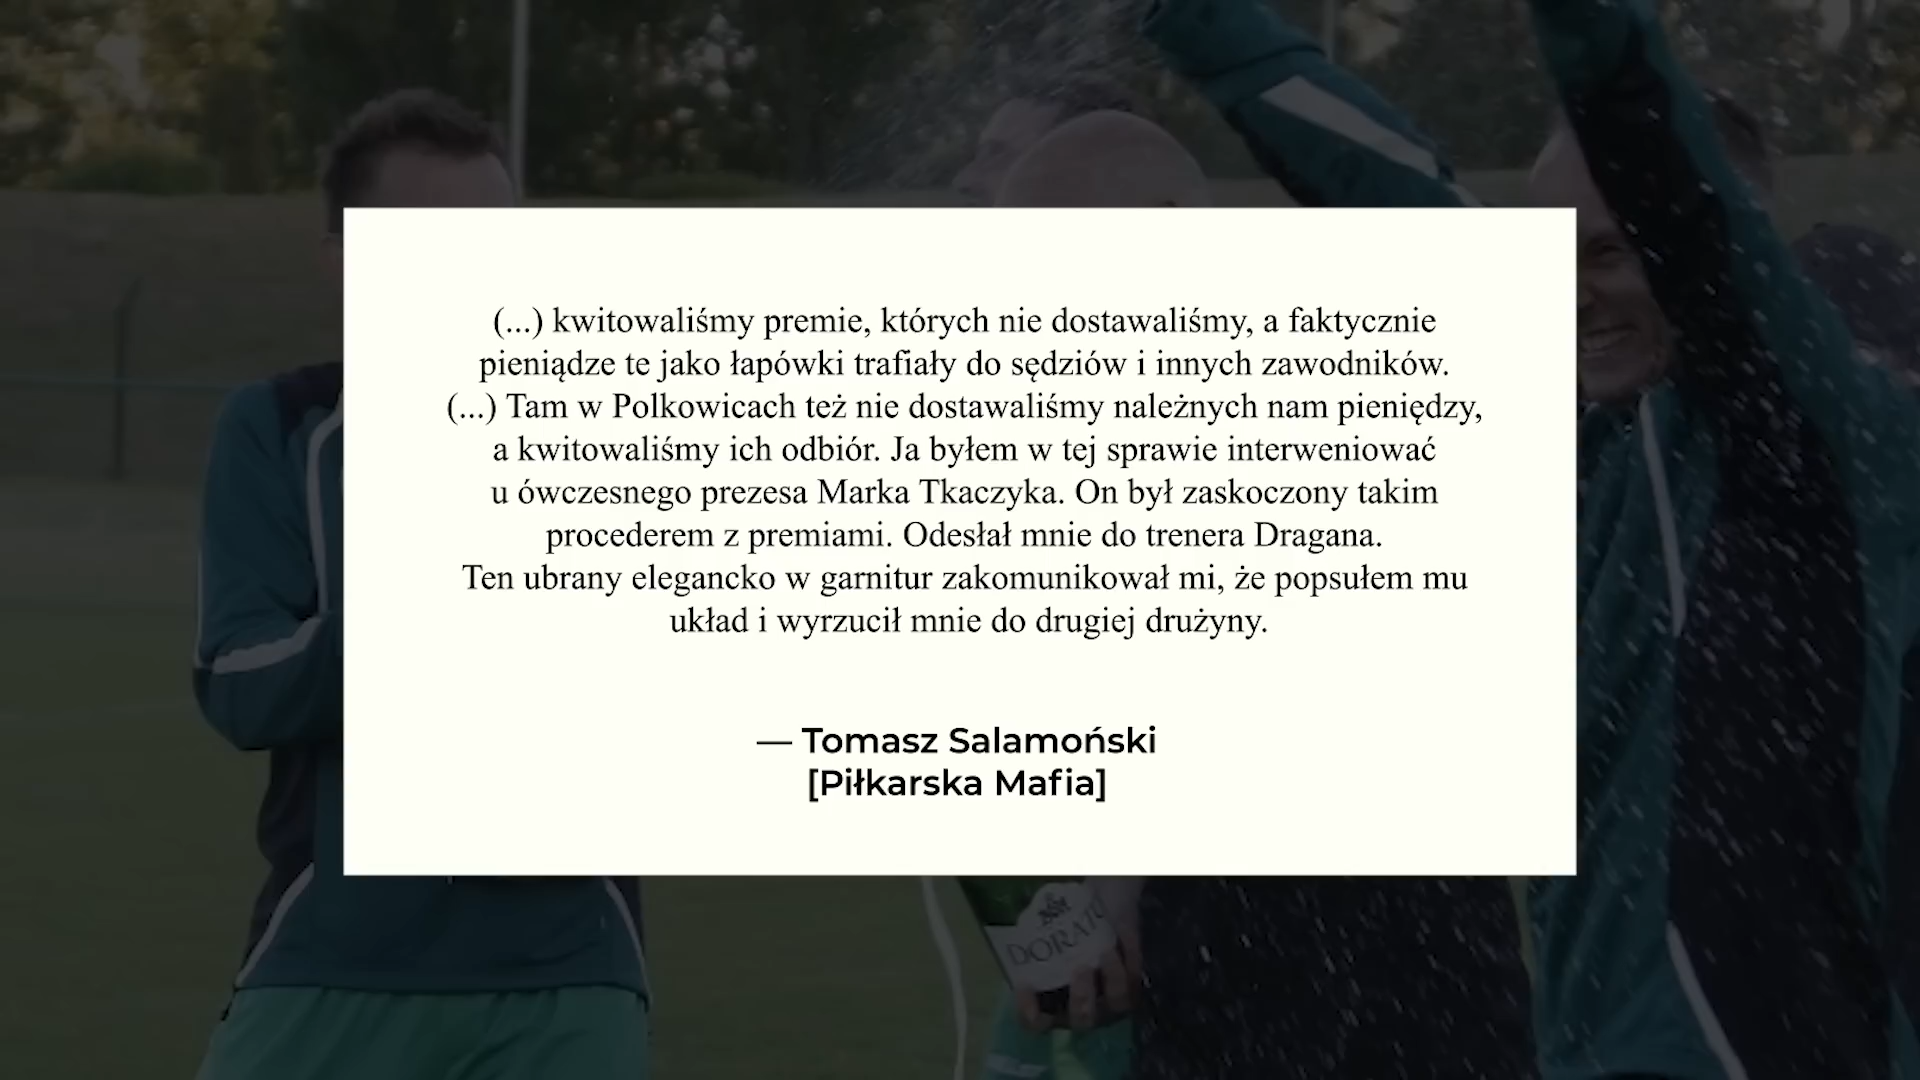 (...) kwitowaliśmy premie, których nie dostawaliśmy, a faktycznie
pieniądze te jako łapówki trafiały do sędziów i innych zawodników.
(...) Tam w Polkowicach też nie dostawaliśmy należnych nam pieniędzy,
a kwitowaliśmy ich odbiór. Ja byłem w tej sprawie interweniować
u ówczesnego prezesa Marka Tkaczyka. On był zaskoczony takim
procederem z premiami. Odesłał mnie do trenera Dragana.
Ten ubrany elegancko w garnitur zakomunikował mi, że popsułem mu
układ i wyrzucił mnie do drugiej drużyny.
— Tomasz Salamoński
[Piłkarska Mafia]